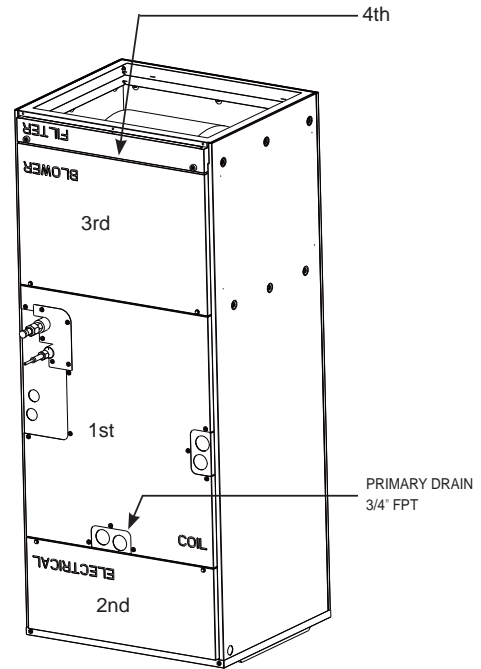 4th
FILTER
BLOWER
3rd
1st
PRIMARY DRAIN
3/4" FPT
COIL
ELECTRICAL
2nd